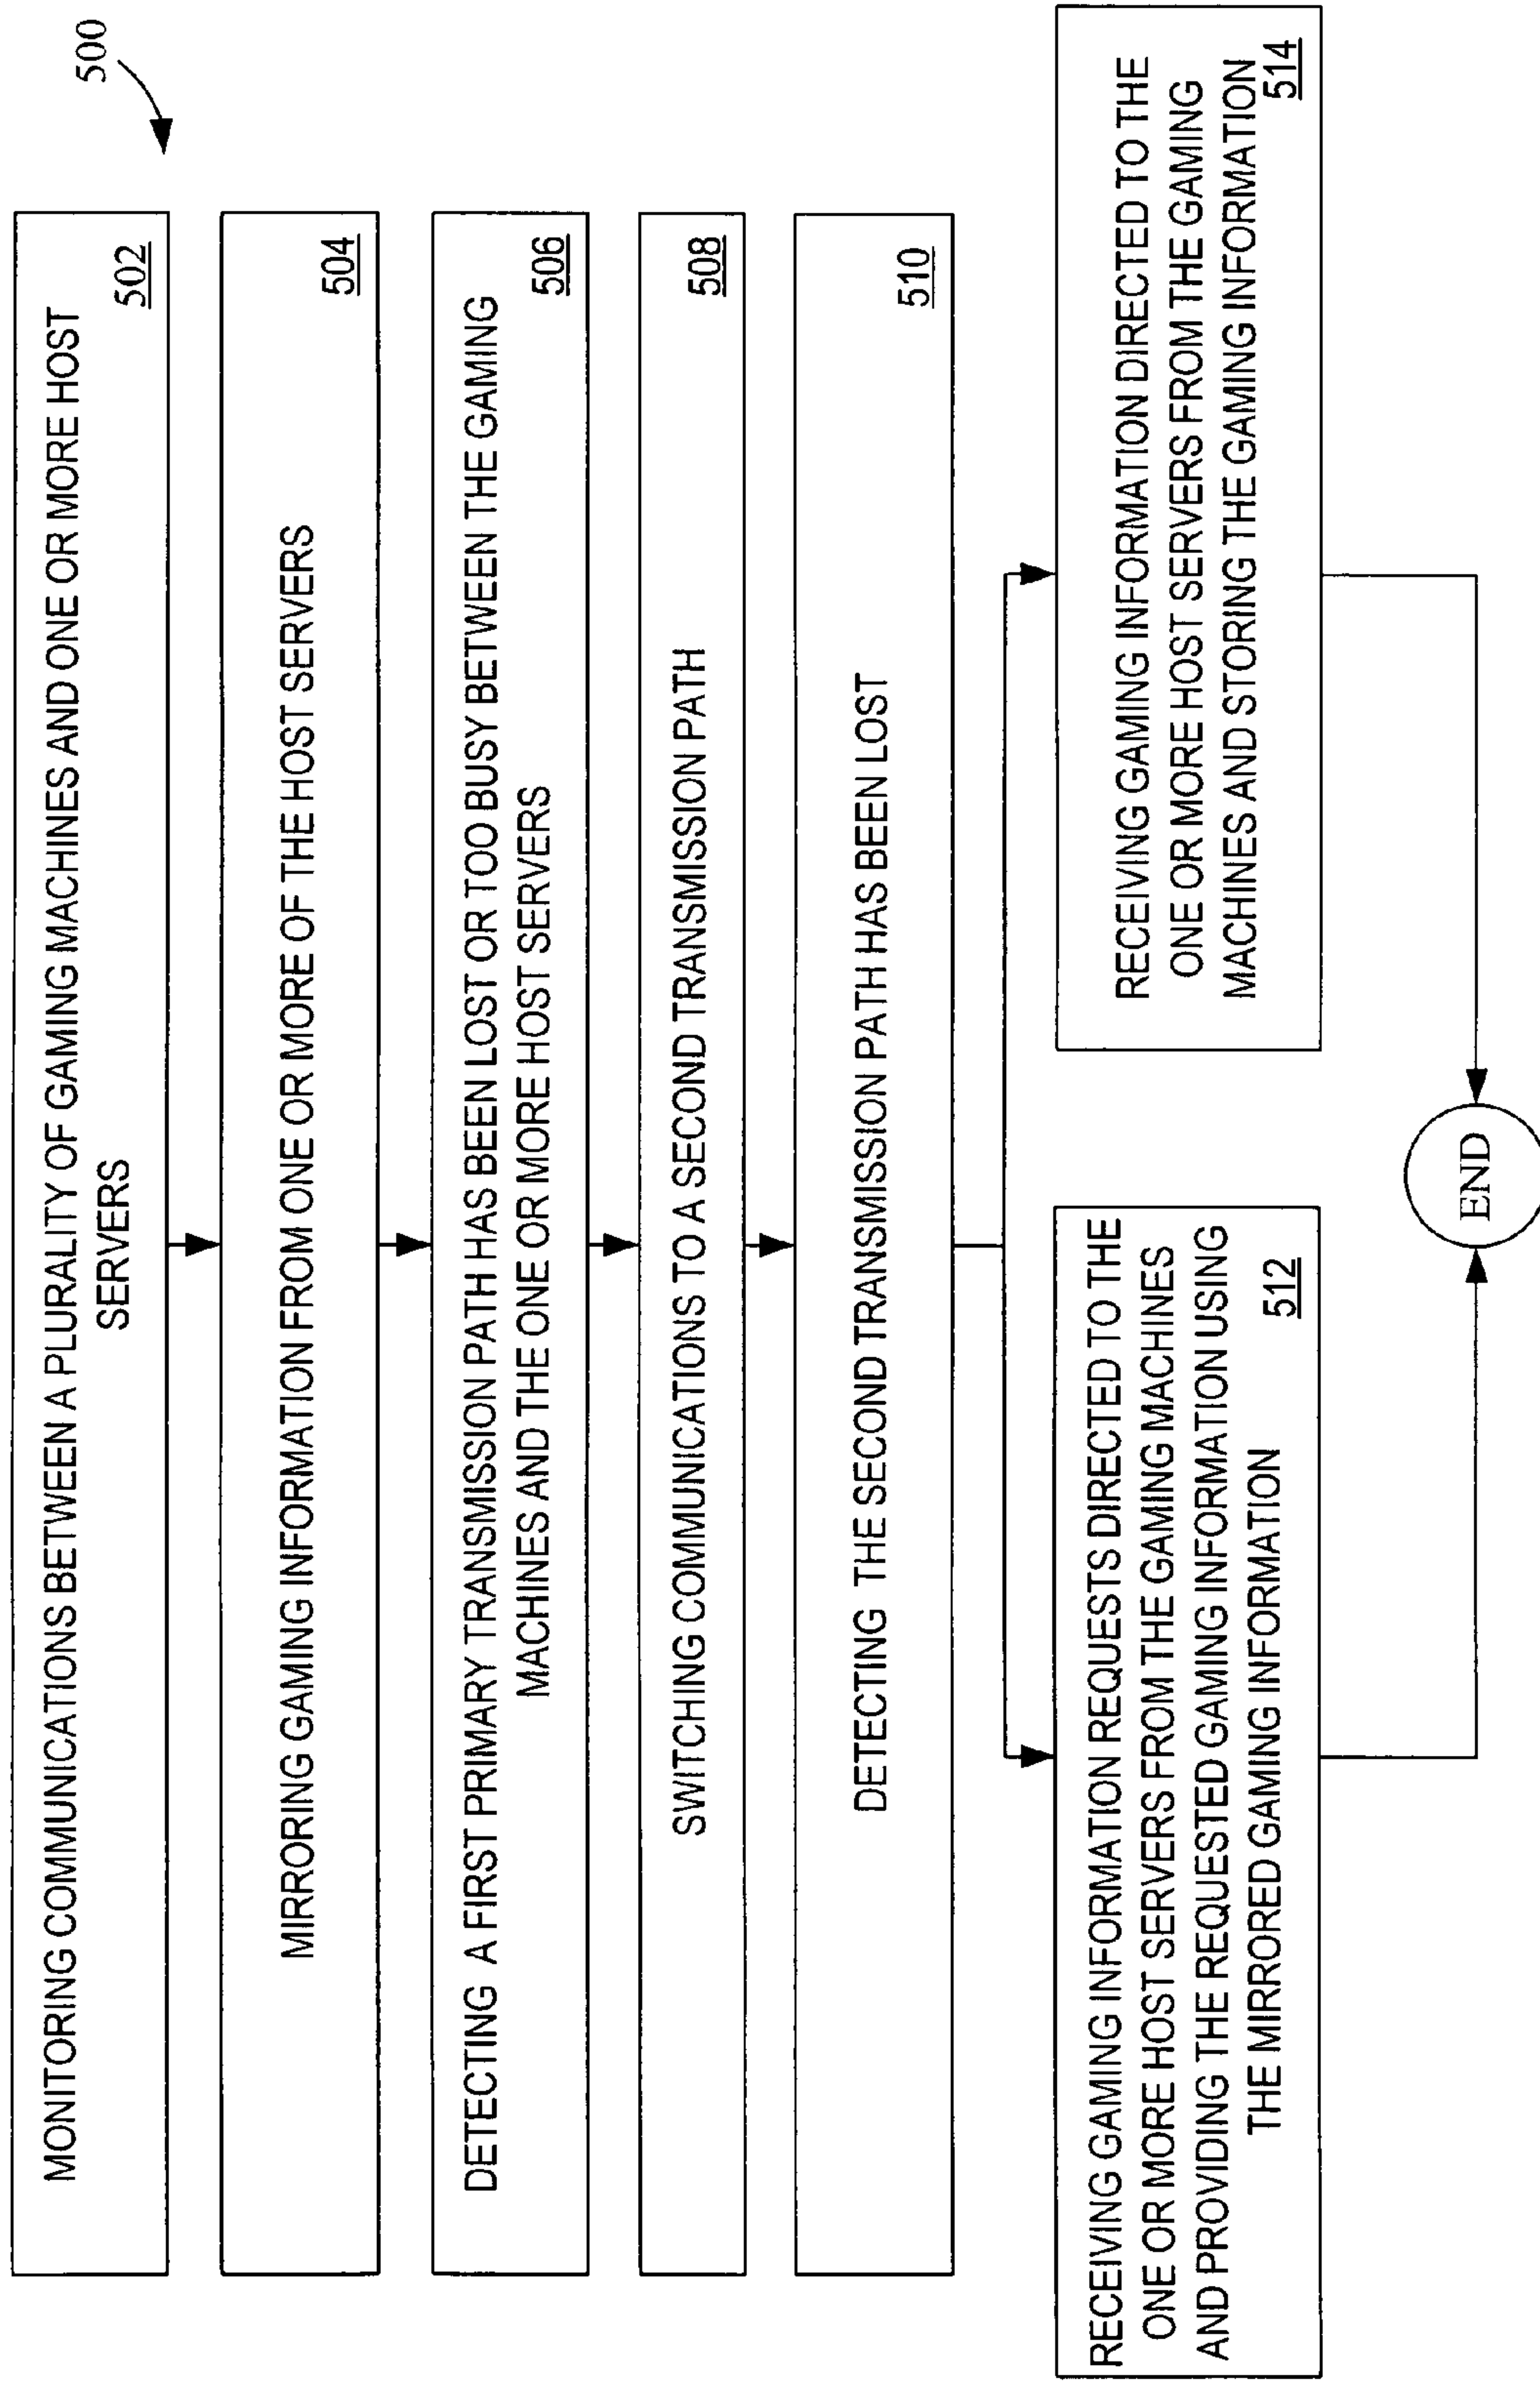 500
MONITORING COMMUNICATIONS BETWEEN A PLURALITY OF GAMING MACHINES AND ONE OR MORE HOST
SERVERS
502
MIRRORING GAMING INFORMATION FROM ONE OR MORE OF THE HOST SERVERS
504
DETECTING A FIRST PRIMARY TRANSMISSION PATH HAS BEEN LOST OR TOO BUSY BETWEEN THE GAMING
MACHINES AND THE ONE OR MORE HOST SERVERS
506
SWITCHING COMMUNICATIONS TO A SECOND TRANSMISSION PATH
508
DETECTING THE SECOND TRANSMISSION PATH HAS BEEN LOST
510
RECEIVING GAMING INFORMATION REQUESTS DIRECTED TO THE
ONE OR MORE HOST SERVERS FROM THE GAMING MACHINES
AND PROVIDING THE REQUESTED GAMING INFORMATION USING
THE MIRRORED GAMING INFORMATION
512
RECEIVING GAMING INFORMATION DIRECTED TO THE
ONE OR MORE HOST SERVERS FROM THE GAMING
MACHINES AND STORING THE GAMING INFORMATION
514
END